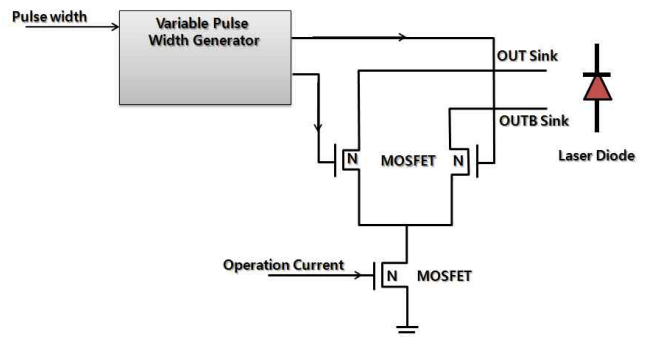 Pulse width
Variable Pulse
Width Generator
OUT Sink
OUTB Sink
N
MOSFET
N
Laser Diode
Operation Current
N
MOSFET